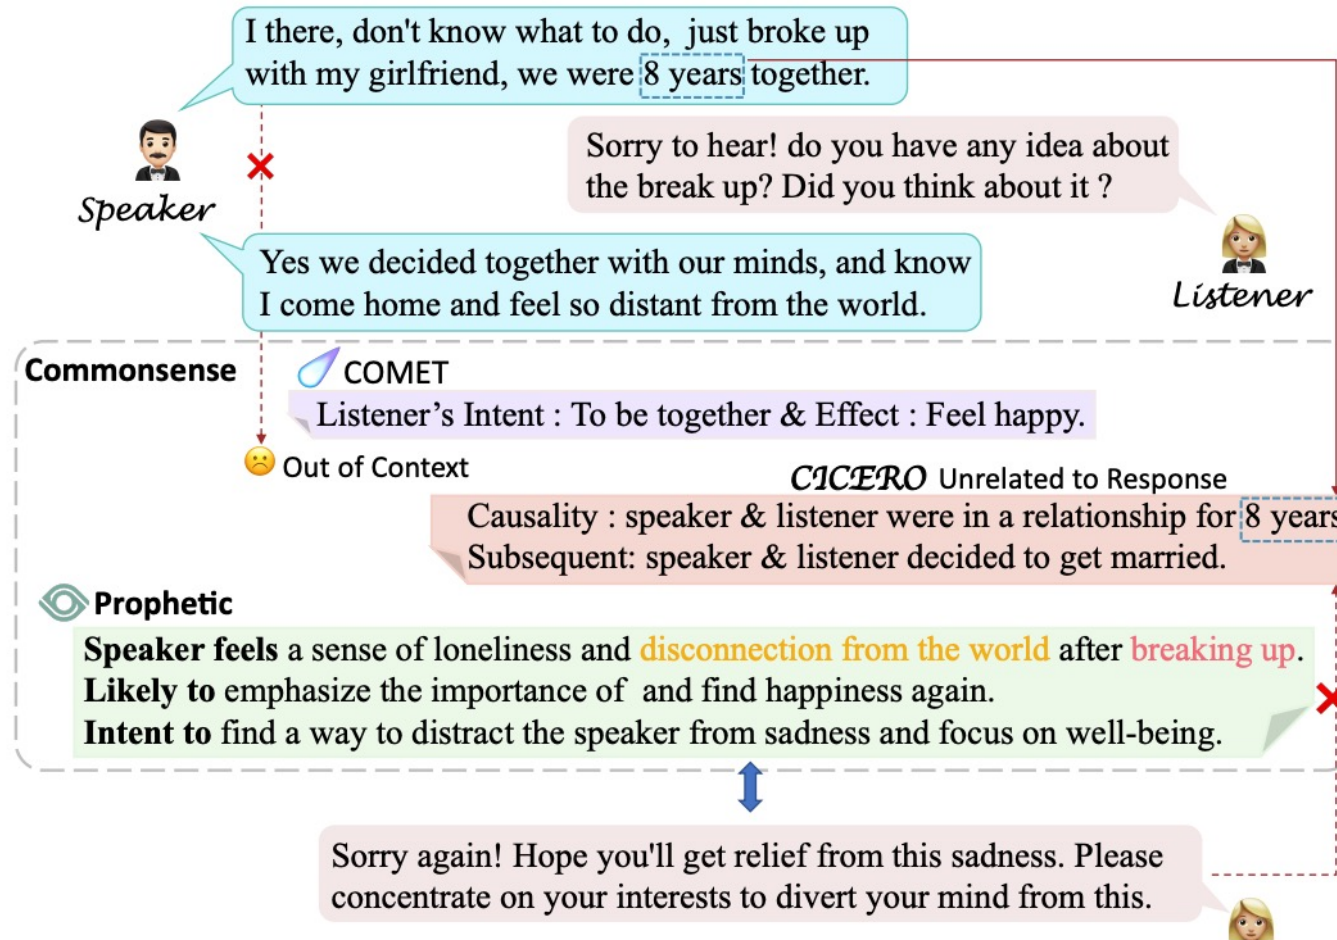 I there, don't know what to do, just broke up
with my girlfriend, we were 8 years together.
Sorry to hear! do you have any idea about
the break up? Did you think about it ?
Speaker
Yes we decided together with our minds, and know
I come home and feel so distant from the world.
Listener
Commonsense
COMET
Listener's Intent : To be together & Effect : Feel happy.
Out of Context
CICERO Unrelated to Response
Causality : speaker & listener were in a relationship for 8 years
Subsequent: speaker & listener decided to get married.
Prophetic
Speaker feels a sense of loneliness and disconnection from the world after breaking up.
Likely to emphasize the importance of and find happiness again.
Intent to find a way to distract the speaker from sadness and focus on well-being.
Sorry again! Hope you'll get relief from this sadness. Please
concentrate on your interests to divert your mind from this.